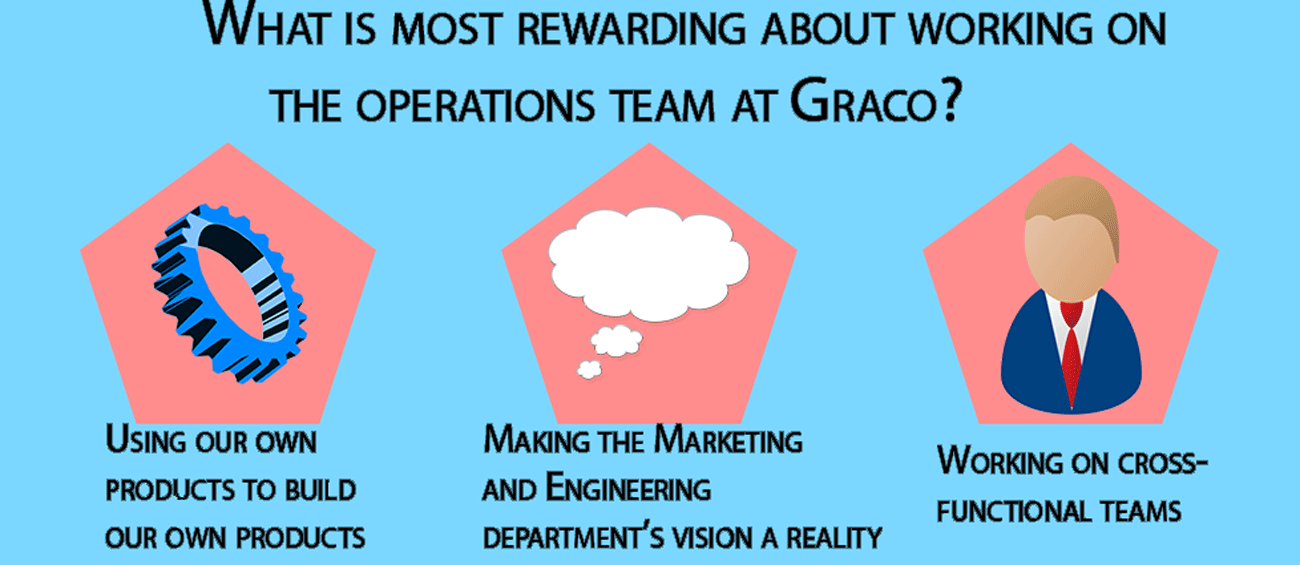 What is most rewarding about working on
the operations team at Graco?
Using our own
products to build
our own products
Making the Marketing
and Engineering
department's vision a reality
Working on cross-
functional teams